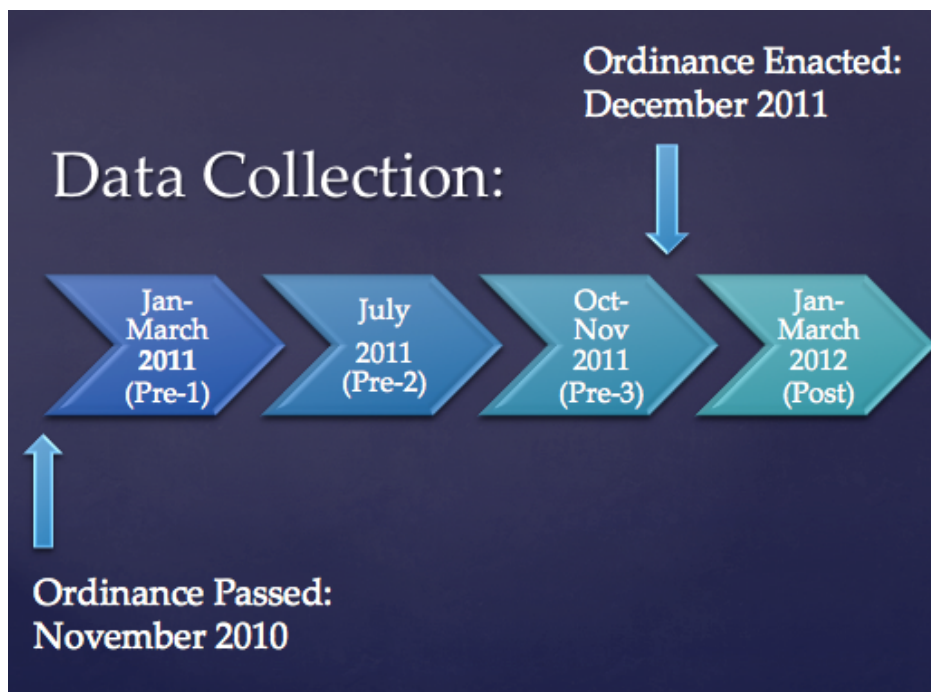 Ordinance Enacted:
December 2011
Data Collection:
Jan-
March
2011
(Pre-1)
July
2011
(Pre-2)
Oct-
Nov
2011
(Pre-3)
Jan-
March
2012
(Post)
Ordinance Passed:
November 2010